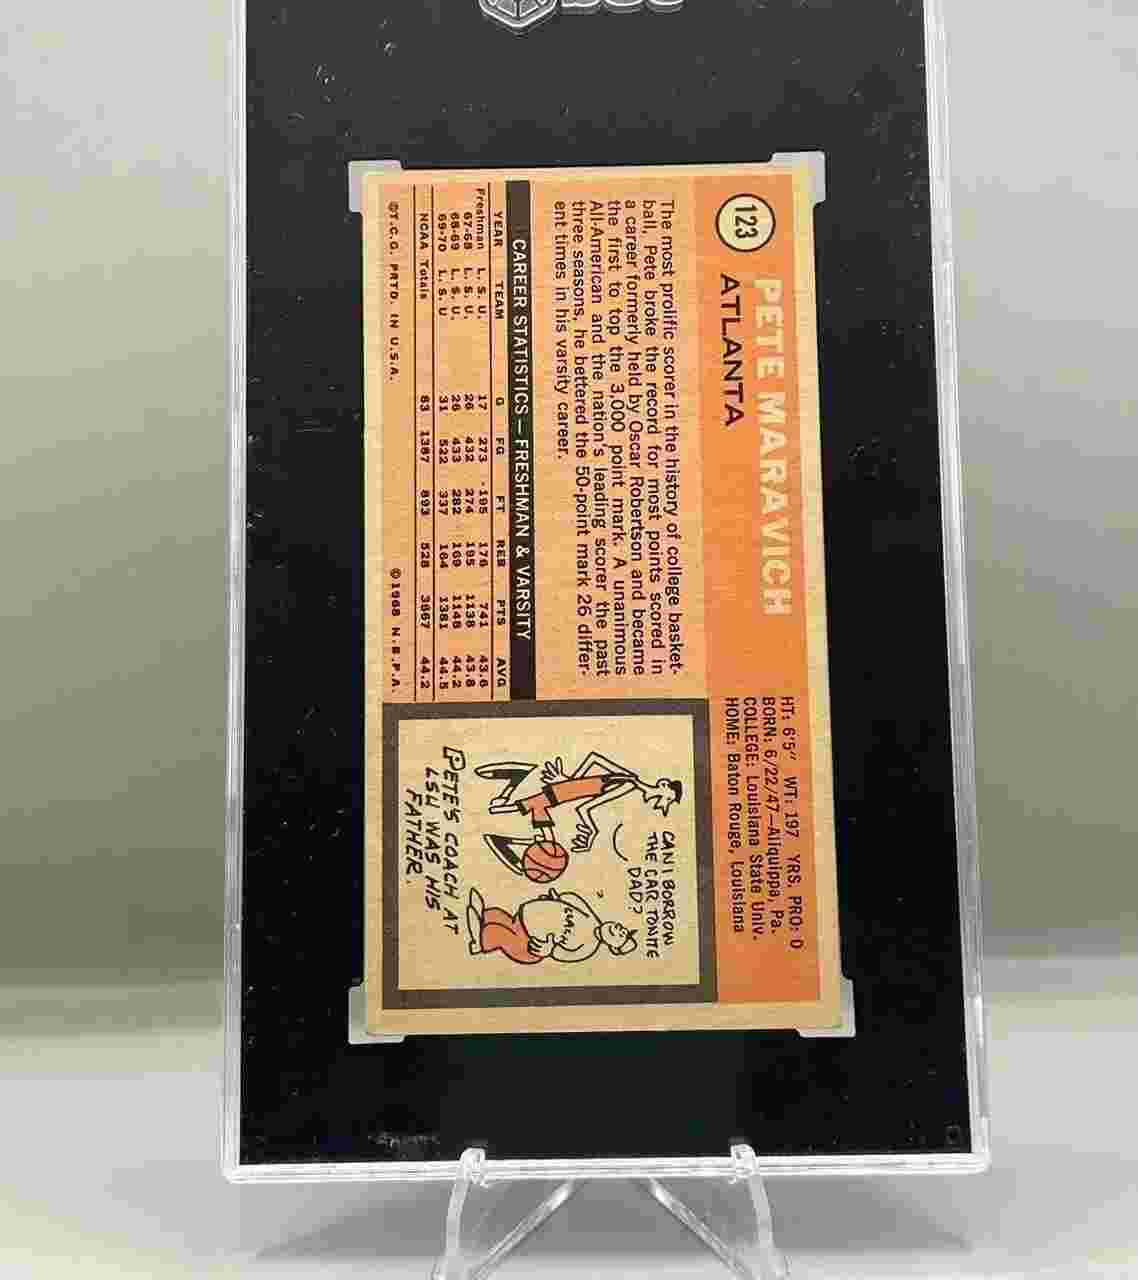 123
PETE MARAVICH
ATLANTA
HT: 6'5" WT: 197 YRS. PRO: 0
BORN: 6/22/47—Aliquippa, Pa.
COLLEGE: Louisiana State Univ.
HOME: Baton Rouge, Louisiana
The most prolific scorer in the history of college basket-
ball, Pete broke the record for most points scored in
a career formerly held by Oscar Robertson and became
the first to top the 3,000 point mark. A unanimous
All-American and the nation's leading scorer the past
three seasons, he bettered the 50-point mark 26 differ-
ent times in his varsity career.
CAREER STATISTICS — FRESHMAN & VARSITY
YEAR TEAM G FG FT REB PTS AVG
Freshman L. S. U. 17 273 195 176 741 43.6
67-68 L. S. U. 26 432 274 195 1138 43.8
68-69 L. S. U. 26 433 282 169 1148 44.2
69-70 L. S. U 31 522 337 164 1381 44.5
NCAA Totals 83 1387 893 528 3667 44.2
©T.C.G. PRTD. IN U.S.A. ©1968 N.B.P.A.
CAN I BORROW
THE CAR TONITE
DAD?
COACH
PETE'S COACH AT
LSU WAS HIS
FATHER.